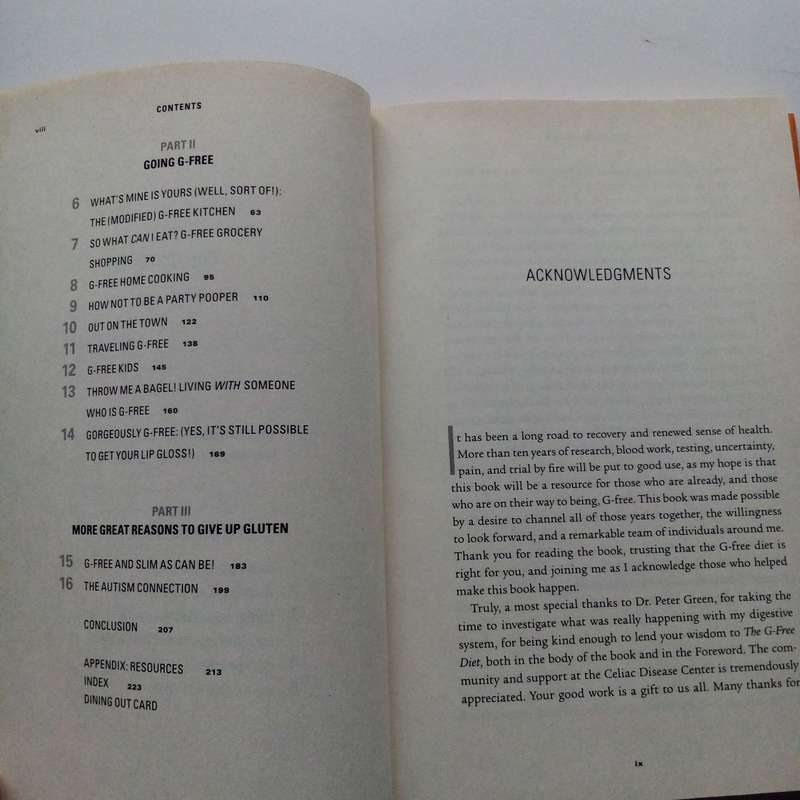 viii
CONTENTS
PART II
GOING G-FREE
6 WHAT'S MINE IS YOURS (WELL, SORT OF!):
THE (MODIFIED) G-FREE KITCHEN 63
7 SO WHAT CAN I EAT? G-FREE GROCERY
SHOPPING 70
8 G-FREE HOME COOKING 95
9 HOW NOT TO BE A PARTY POOPER 110
10 OUT ON THE TOWN 122
11 TRAVELING G-FREE 138
12 G-FREE KIDS 145
13 THROW ME A BAGEL! LIVING WITH SOMEONE
WHO IS G-FREE 160
14 GORGEOUSLY G-FREE: (YES, IT'S STILL POSSIBLE
TO GET YOUR LIP GLOSS!) 169
PART III
MORE GREAT REASONS TO GIVE UP GLUTEN
15 G-FREE AND SLIM AS CAN BE! 183
16 THE AUTISM CONNECTION 199
CONCLUSION 207
APPENDIX: RESOURCES 213
INDEX 223
DINING OUT CARD
ACKNOWLEDGMENTS
It has been a long road to recovery and renewed sense of health.
More than ten years of research, blood work, testing, uncertainty,
pain, and trial by fire will be put to good use, as my hope is that
this book will be a resource for those who are already, and those
who are on their way to being, G-free. This book was made possible
by a desire to channel all of those years together, the willingness
to look forward, and a remarkable team of individuals around me.
Thank you for reading the book, trusting that the G-free diet is
right for you, and joining me as I acknowledge those who helped
make this book happen.
Truly, a most special thanks to Dr. Peter Green, for taking the
time to investigate what was really happening with my digestive
system, for being kind enough to lend your wisdom to The G-Free
Diet, both in the body of the book and in the Foreword. The com-
munity and support at the Celiac Disease Center is tremendously
appreciated. Your good work is a gift to us all. Many thanks for
ix